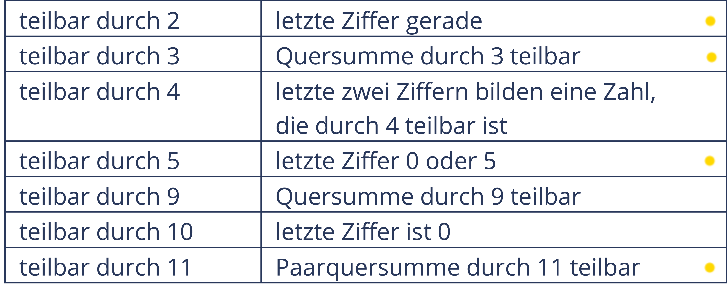 teilbar durch 2 letzte Ziffer gerade
teilbar durch 3 Quersumme durch 3 teilbar
teilbar durch 4 letzte zwei Ziffern bilden eine Zahl,
die durch 4 teilbar ist
teilbar durch 5 letzte Ziffer 0 oder 5
teilbar durch 9 Quersumme durch 9 teilbar
teilbar durch 10 letzte Ziffer ist 0
teilbar durch 11 Paarquersumme durch 11 teilbar